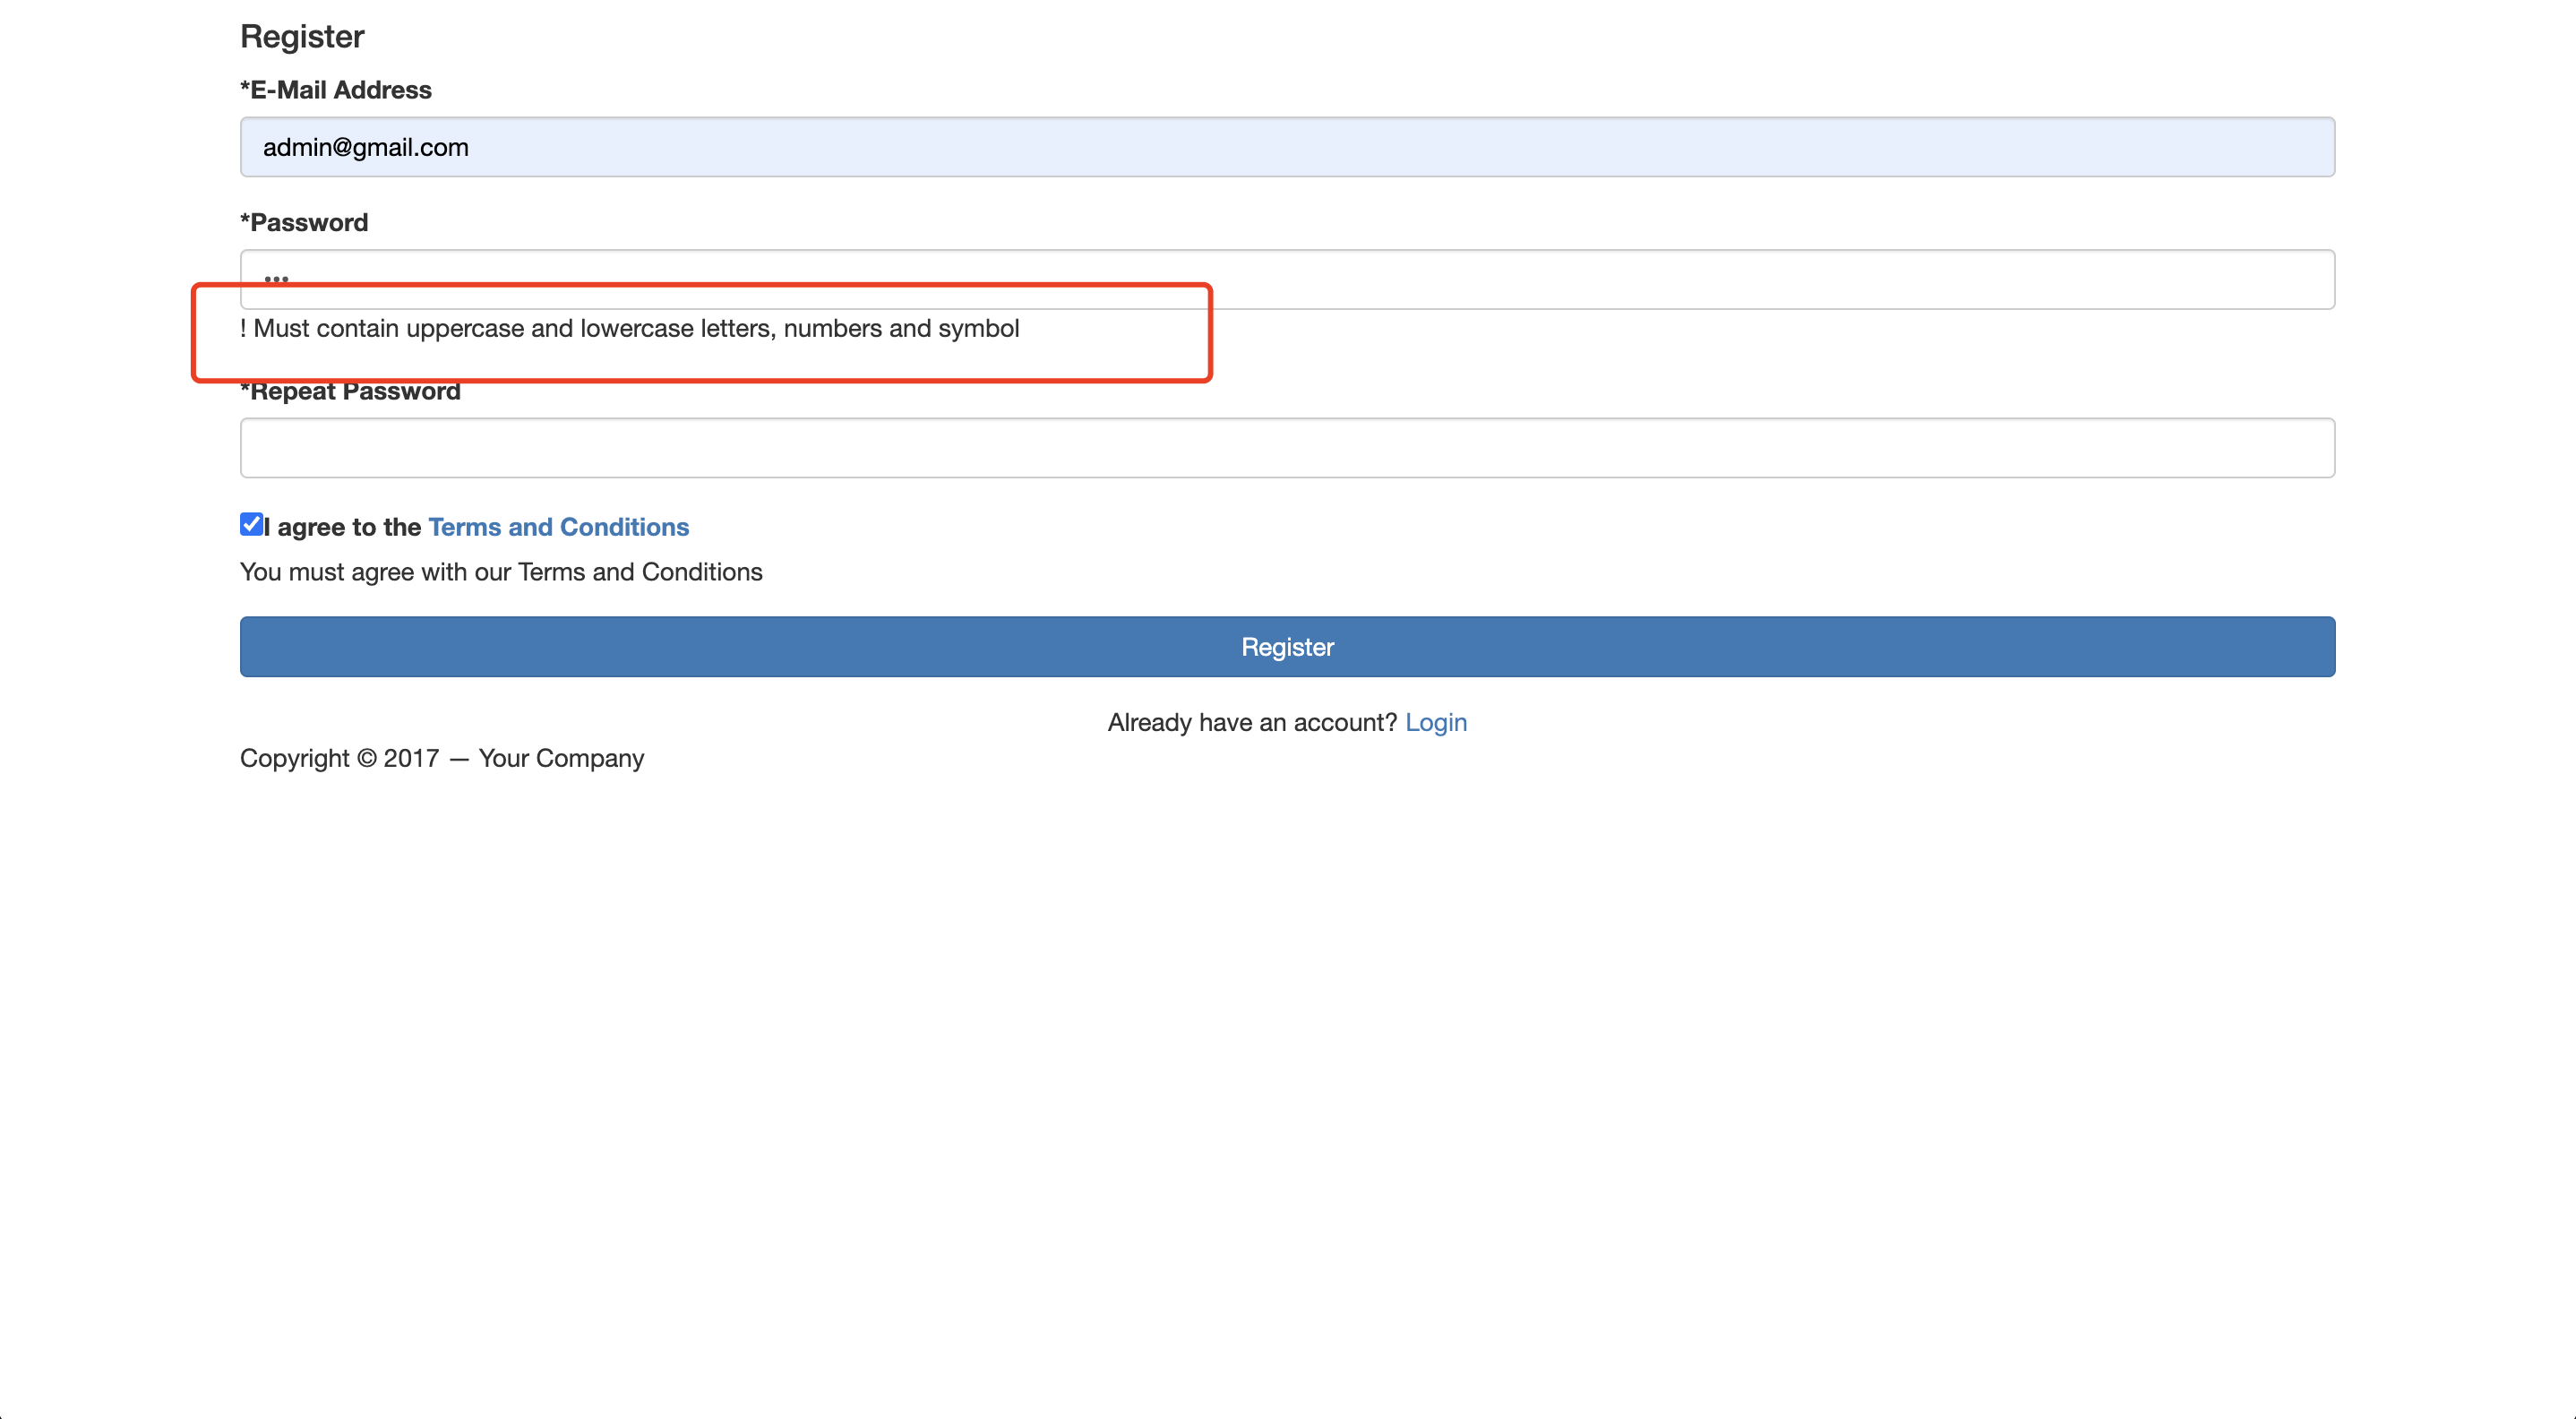 Register
*E-Mail Address
admin@gmail.com
*Password
•••
! Must contain uppercase and lowercase letters, numbers and symbol
*Repeat Password
I agree to the Terms and Conditions
You must agree with our Terms and Conditions
Register
Already have an account? Login
Copyright © 2017 — Your Company